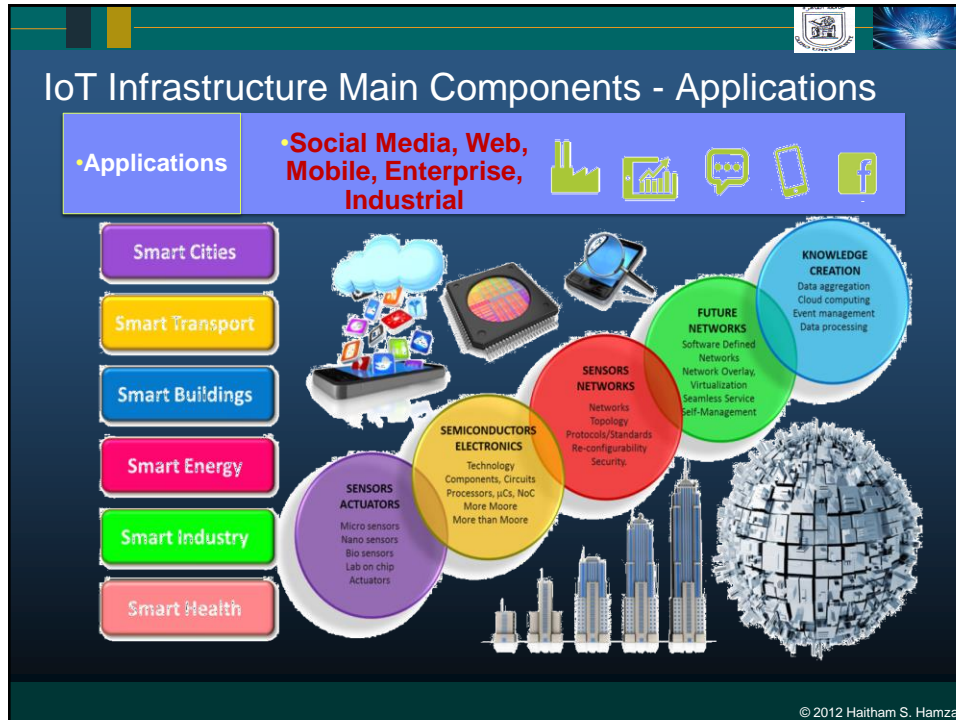 IoT Infrastructure Main Components - Applications
•Applications
•Social Media, Web,
Mobile, Enterprise,
Industrial
Smart Cities
Smart Transport
Smart Buildings
Smart Energy
Smart Industry
Smart Health
SENSORS
ACTUATORS
Micro sensors
Nano sensors
Bio sensors
Lab on chip
Actuators
SEMICONDUCTORS
ELECTRONICS
Technology
Components, Circuits
Processors, µCs, NoC
More Moore
More than Moore
SENSORS
NETWORKS
Networks
Topology
Protocols/Standards
Re-configurability
Security.
FUTURE
NETWORKS
Software Defined
Networks
Network Overlay,
Virtualization
Seamless Service
Self-Management
KNOWLEDGE
CREATION
Data aggregation
Cloud computing
Event management
Data processing
© 2012 Haitham S. Hamza